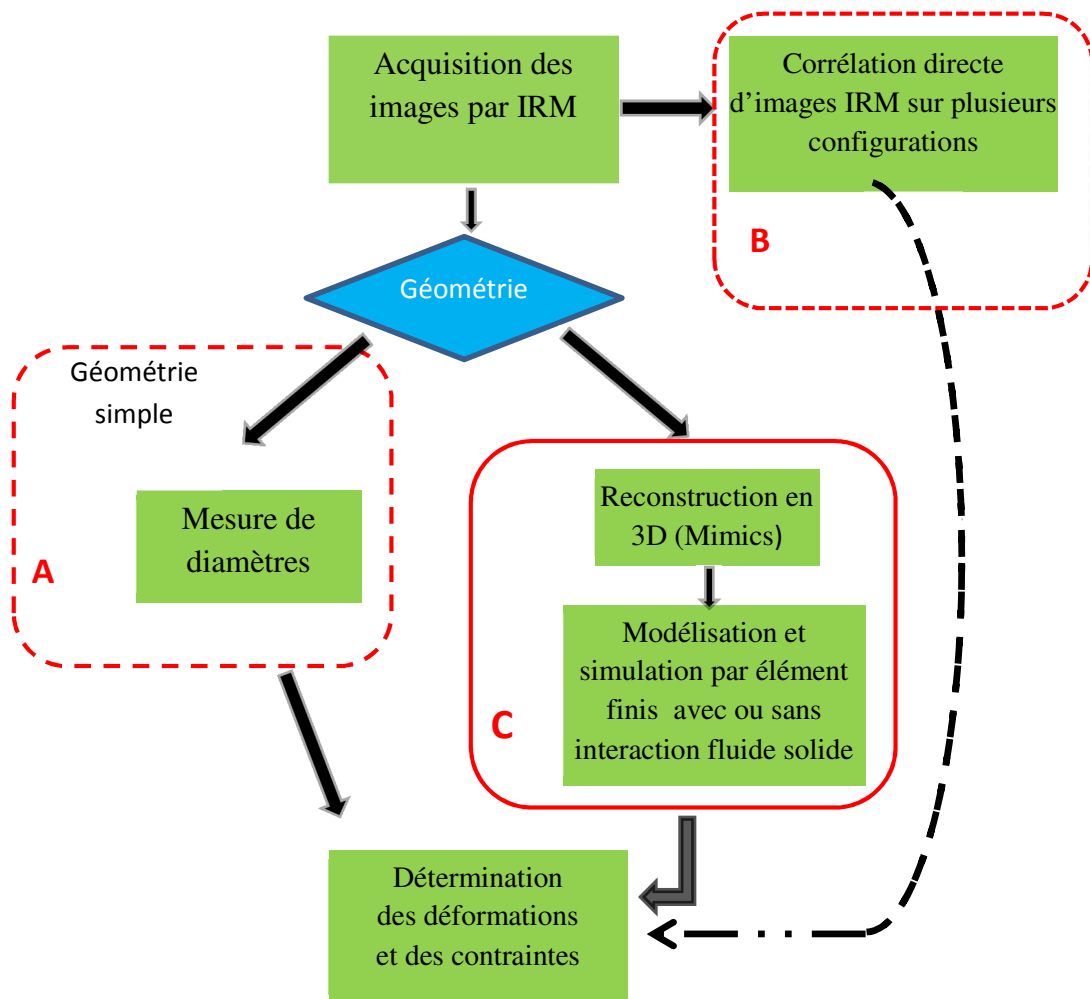 Acquisition des
images par IRM
Corrélation directe
d'images IRM sur plusieurs
configurations
B
Géométrie
Géométrie
simple
Mesure de
diamètres
A
Reconstruction en
3D (Mimics)
Modélisation et
simulation par élément
finis avec ou sans
interaction fluide solide
C
Détermination
des déformations
et des contraintes